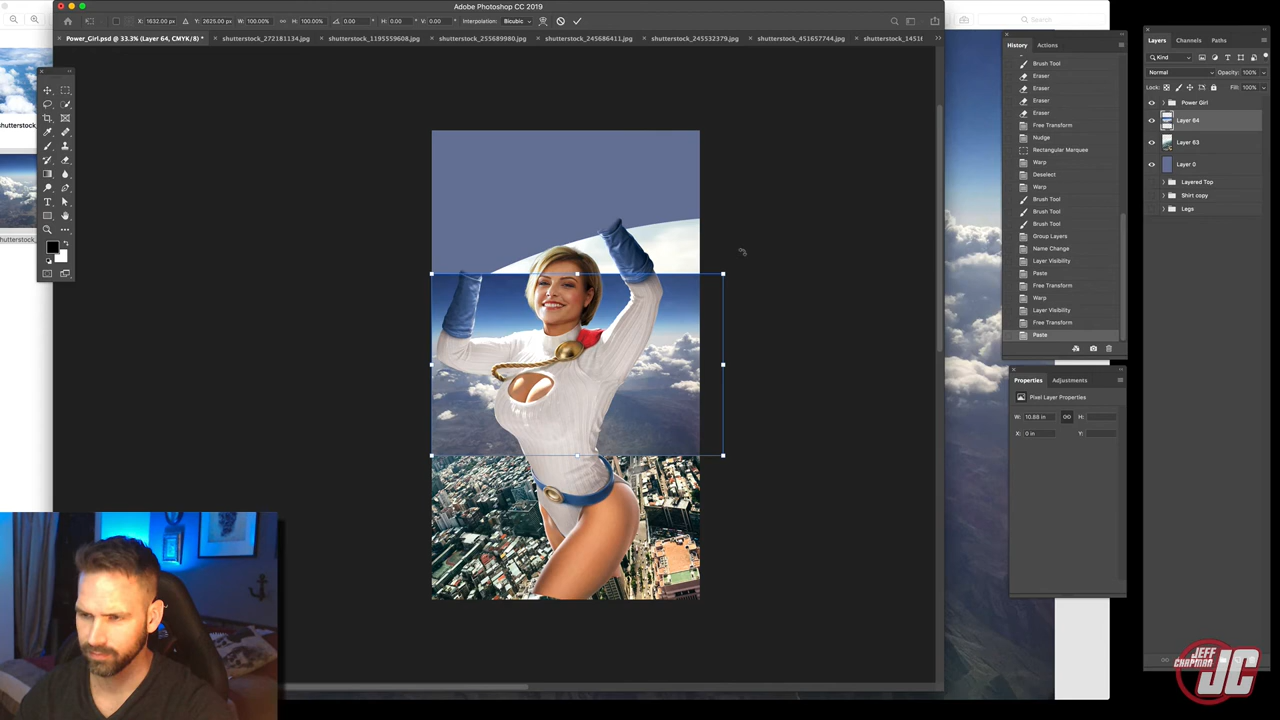 Adobe Photoshop CC 2019
X: 1632.00 px
Y: 2625.00 px
W: 100.00%
H: 100.00%
0.00
H: 0.00
V: 0.00
Interpolation: Bicubic
Search
Power_Girl.psd @ 33.3% (Layer 64, CMYK/8) *
shutterstock_272181134.jpg
shutterstock_1195559608.jpg
shutterstock_255689980.jpg
shutterstock_245686411.jpg
shutterstock_244532379.jpg
shutterstock_451657744.jpg
History
Actions
Brush Tool
Eraser
Eraser
Eraser
Eraser
Free Transform
Nudge
Rectangular Marquee
Warp
Deselect
Warp
Brush Tool
Brush Tool
Brush Tool
Group Layers
Name Change
Layer Visibility
Paste
Free Transform
Warp
Layer Visibility
Free Transform
Paste
Properties
Adjustments
Pixel Layer Properties
W: 10.88 in
H:
X: 0 in
Y:
Layers
Channels
Paths
Kind
Normal
Opacity: 100%
Lock:
Fill: 100%
Power Girl
Layer 64
Layer 63
Layer 0
Layered Top
Shirt copy
Legs
JEFF
CHAPMAN
JC